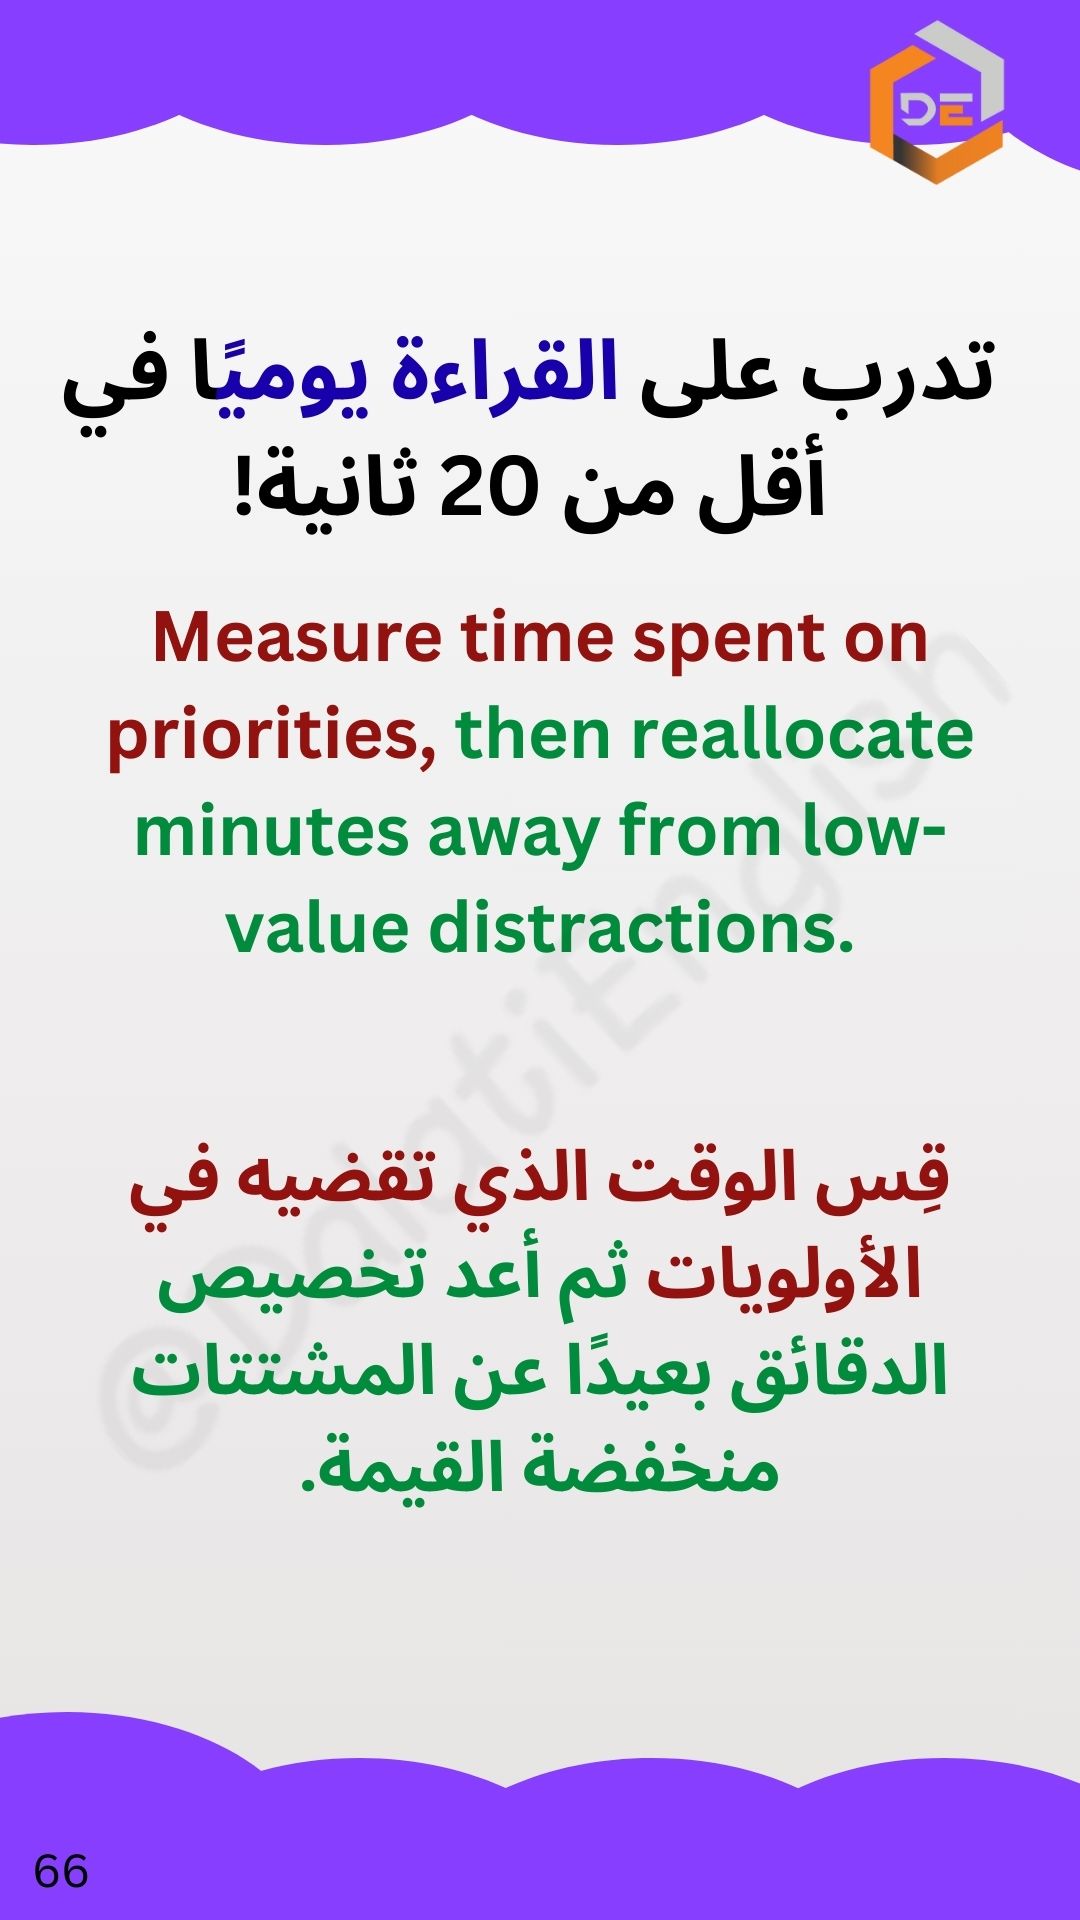 DE
تدرب على القراءة يوميًا في
أقل من 20 ثانية!
Measure time spent on
priorities, then reallocate
minutes away from low-
value distractions.
قِس الوقت الذي تقضيه في
الأولويات ثم أعد تخصيص
الدقائق بعيدًا عن المشتتات
منخفضة القيمة.
@DalatiEnglish
66